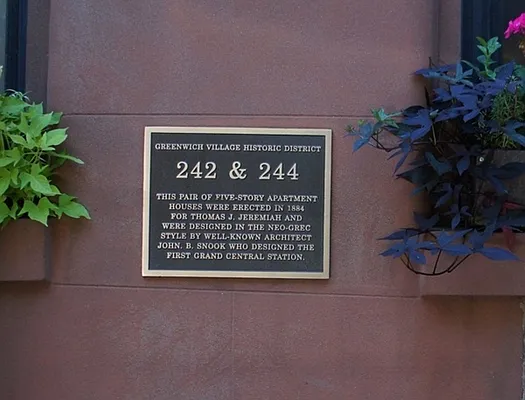 GREENWICH VILLAGE HISTORIC DISTRICT
242 & 244
THIS PAIR OF FIVE-STORY APARTMENT
HOUSES WERE ERECTED IN 1884
FOR THOMAS J. JEREMIAH AND
WERE DESIGNED IN THE NEO-GREC
STYLE BY WELL-KNOWN ARCHITECT
JOHN. B. SNOOK WHO DESIGNED THE
FIRST GRAND CENTRAL STATION.